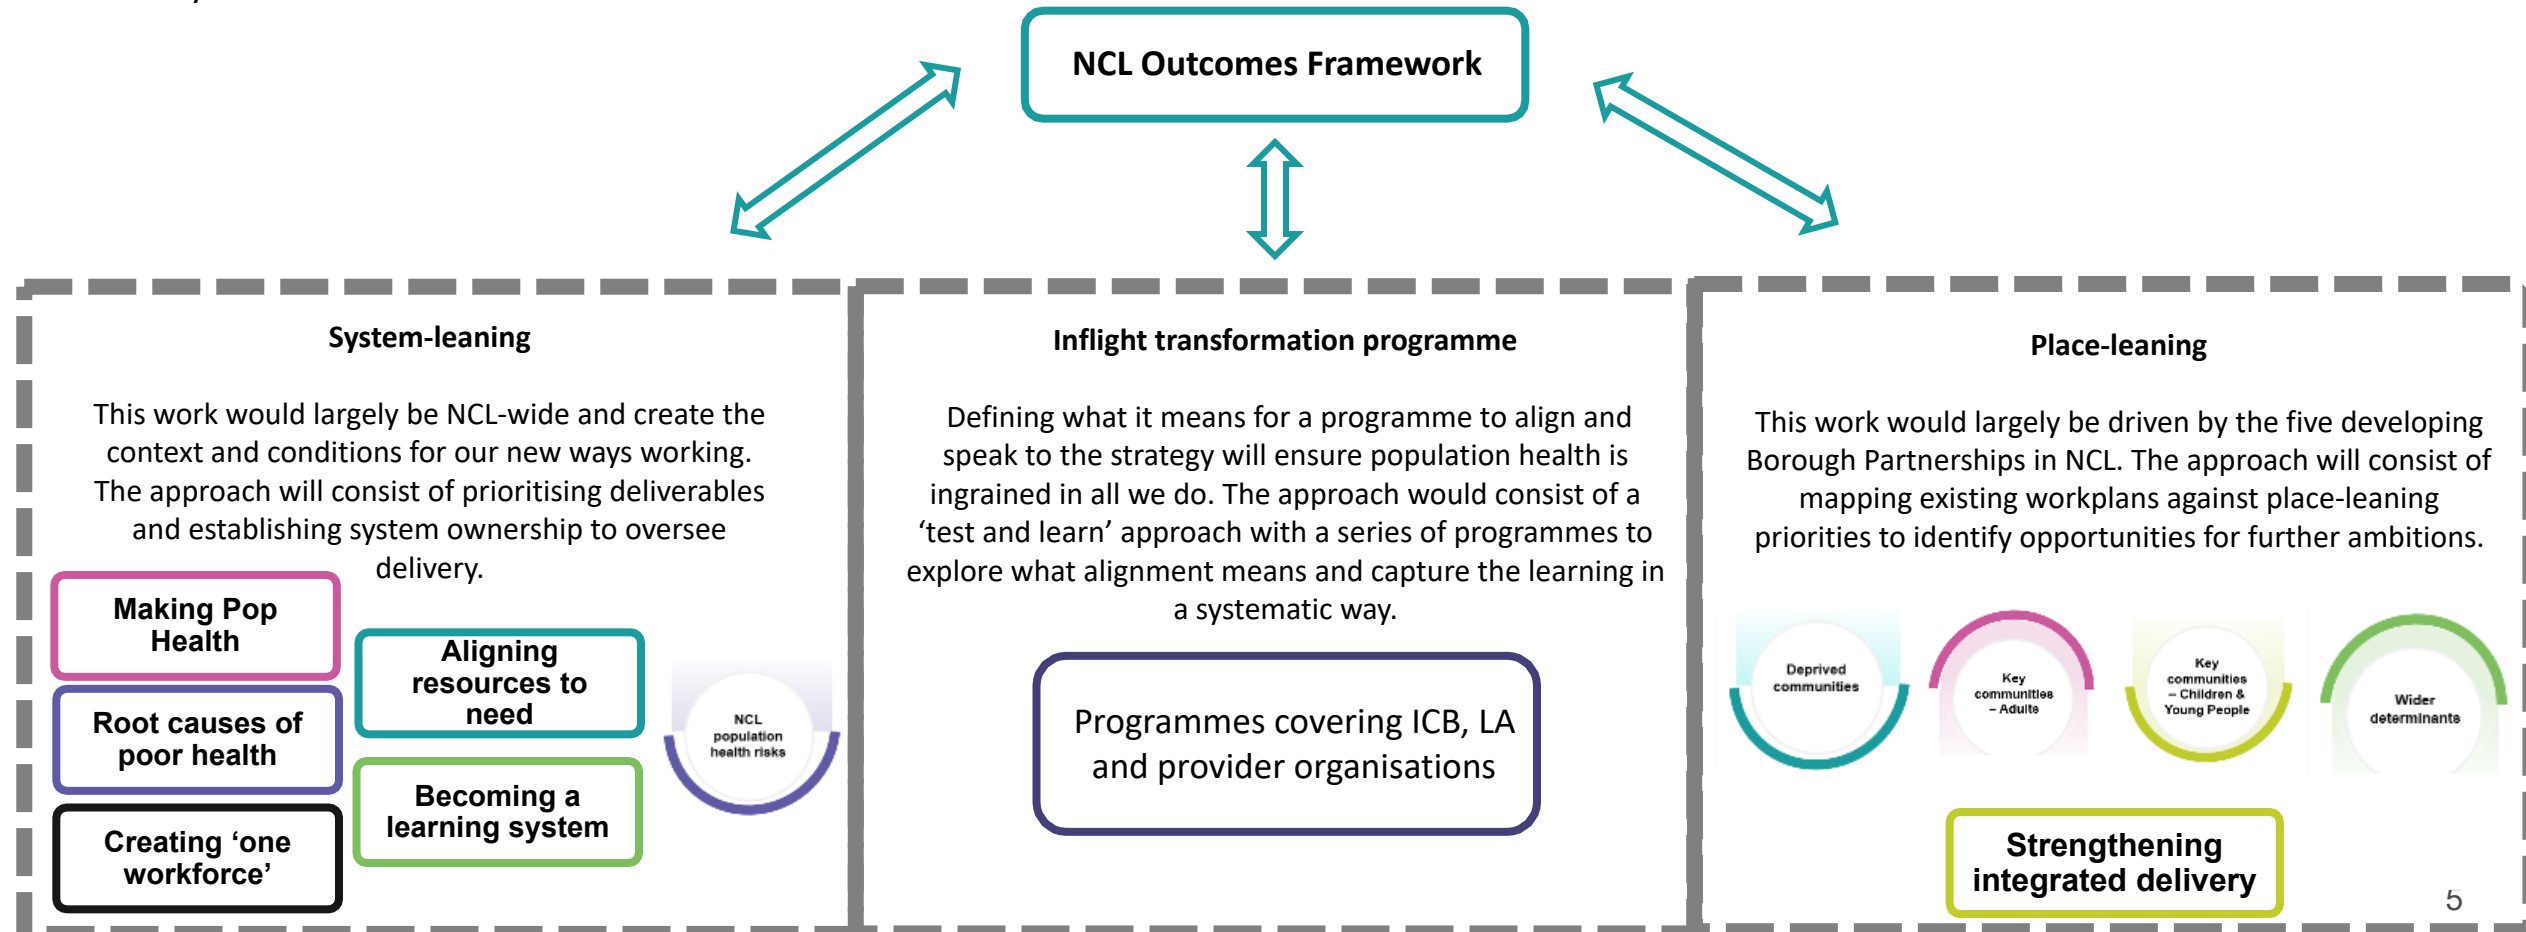 NCL Outcomes Framework
System-leaning
This work would largely be NCL-wide and create the
context and conditions for our new ways working.
The approach will consist of prioritising deliverables
and establishing system ownership to oversee
delivery.
Making Pop
Health
Root causes of
poor health
Creating ‘one
workforce’
Aligning
resources to
need
Becoming a
learning system
NCL
population
health risks
Inflight transformation programme
Defining what it means for a programme to align and
speak to the strategy will ensure population health is
ingrained in all we do. The approach would consist of a
‘test and learn’ approach with a series of programmes to
explore what alignment means and capture the learning in
a systematic way.
Programmes covering ICB, LA
and provider organisations
Place-leaning
This work would largely be driven by the five developing
Borough Partnerships in NCL. The approach will consist of
mapping existing workplans against place-leaning
priorities to identify opportunities for further ambitions.
Deprived
communities
Key
communities
– Adults
Key
communities
– Children &
Young People
Wider
determinants
Strengthening
integrated delivery
5